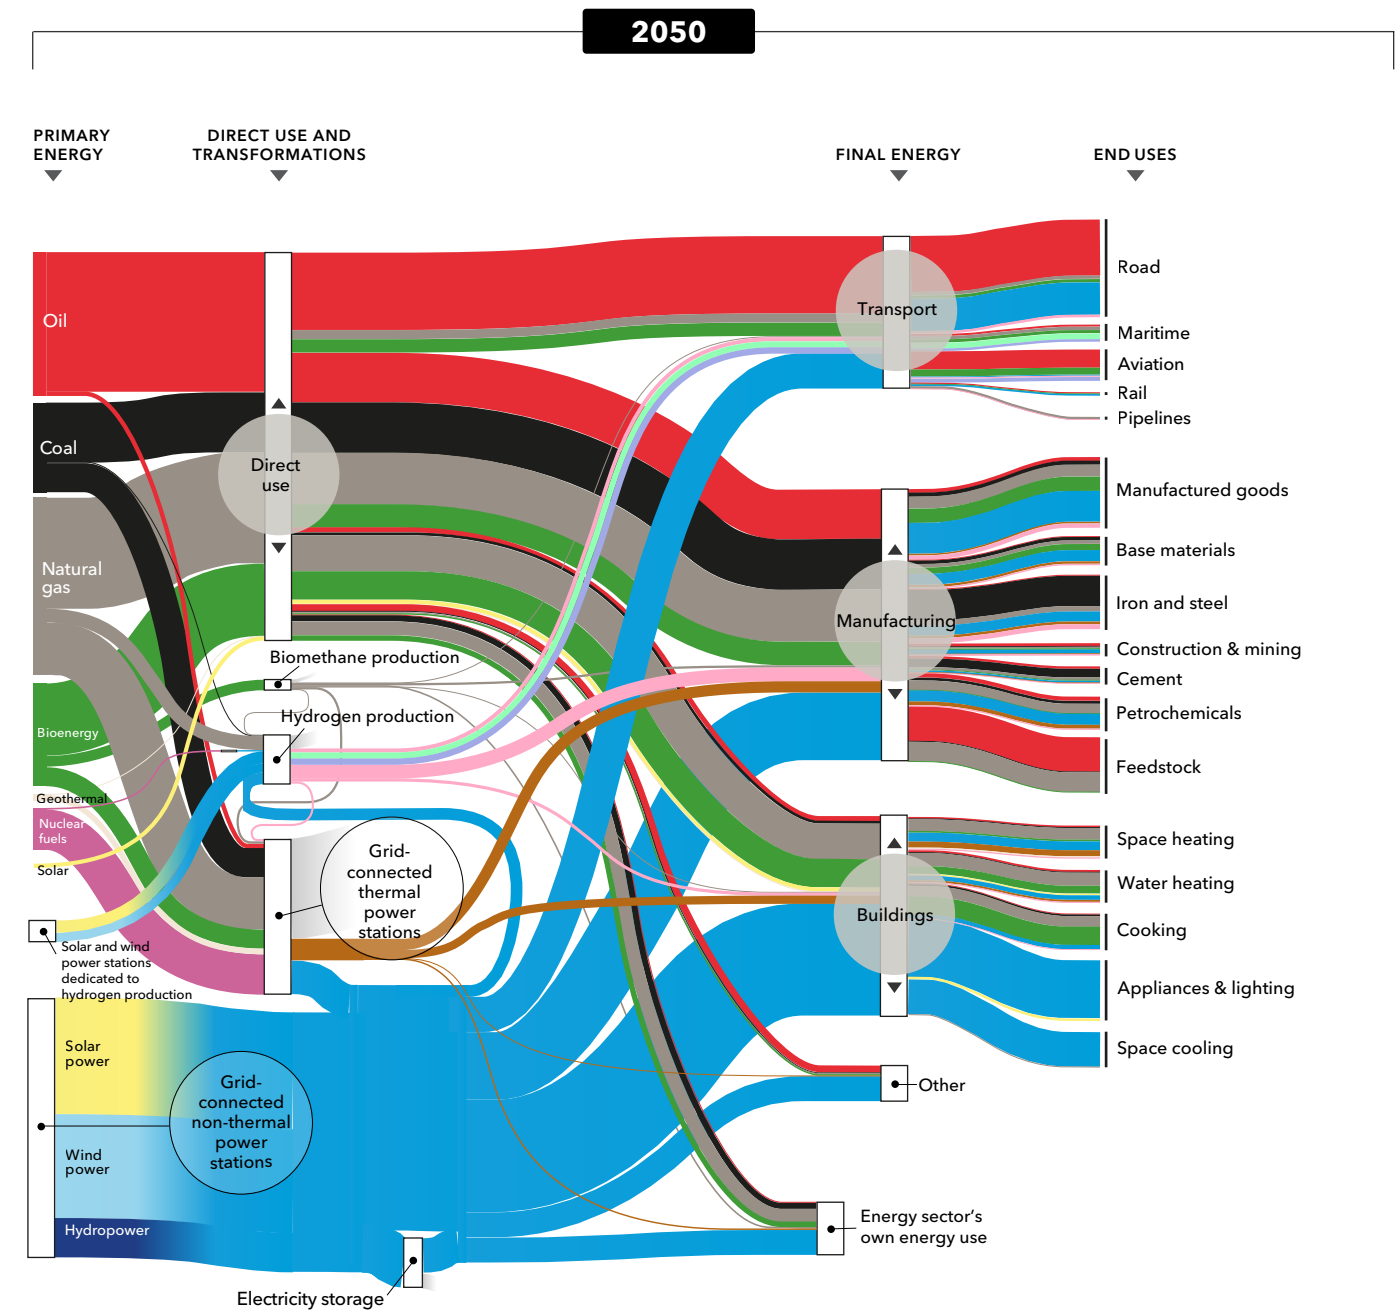 2050
PRIMARY
ENERGY
DIRECT USE AND
TRANSFORMATIONS
FINAL ENERGY
END USES
Oil
Coal
Natural
gas
Bioenergy
Geothermal
Nuclear
fuels
Solar
Solar and wind
power stations
dedicated to
hydrogen production
Solar
power
Wind
power
Hydropower
Direct
use
Biomethane production
Hydrogen production
Grid-
connected
thermal
power
stations
Grid-
connected
non-thermal
power
stations
Electricity storage
Transport
Manufacturing
Buildings
Other
Energy sector's
own energy use
Road
Maritime
Aviation
Rail
Pipelines
Manufactured goods
Base materials
Iron and steel
Construction & mining
Cement
Petrochemicals
Feedstock
Space heating
Water heating
Cooking
Appliances & lighting
Space cooling